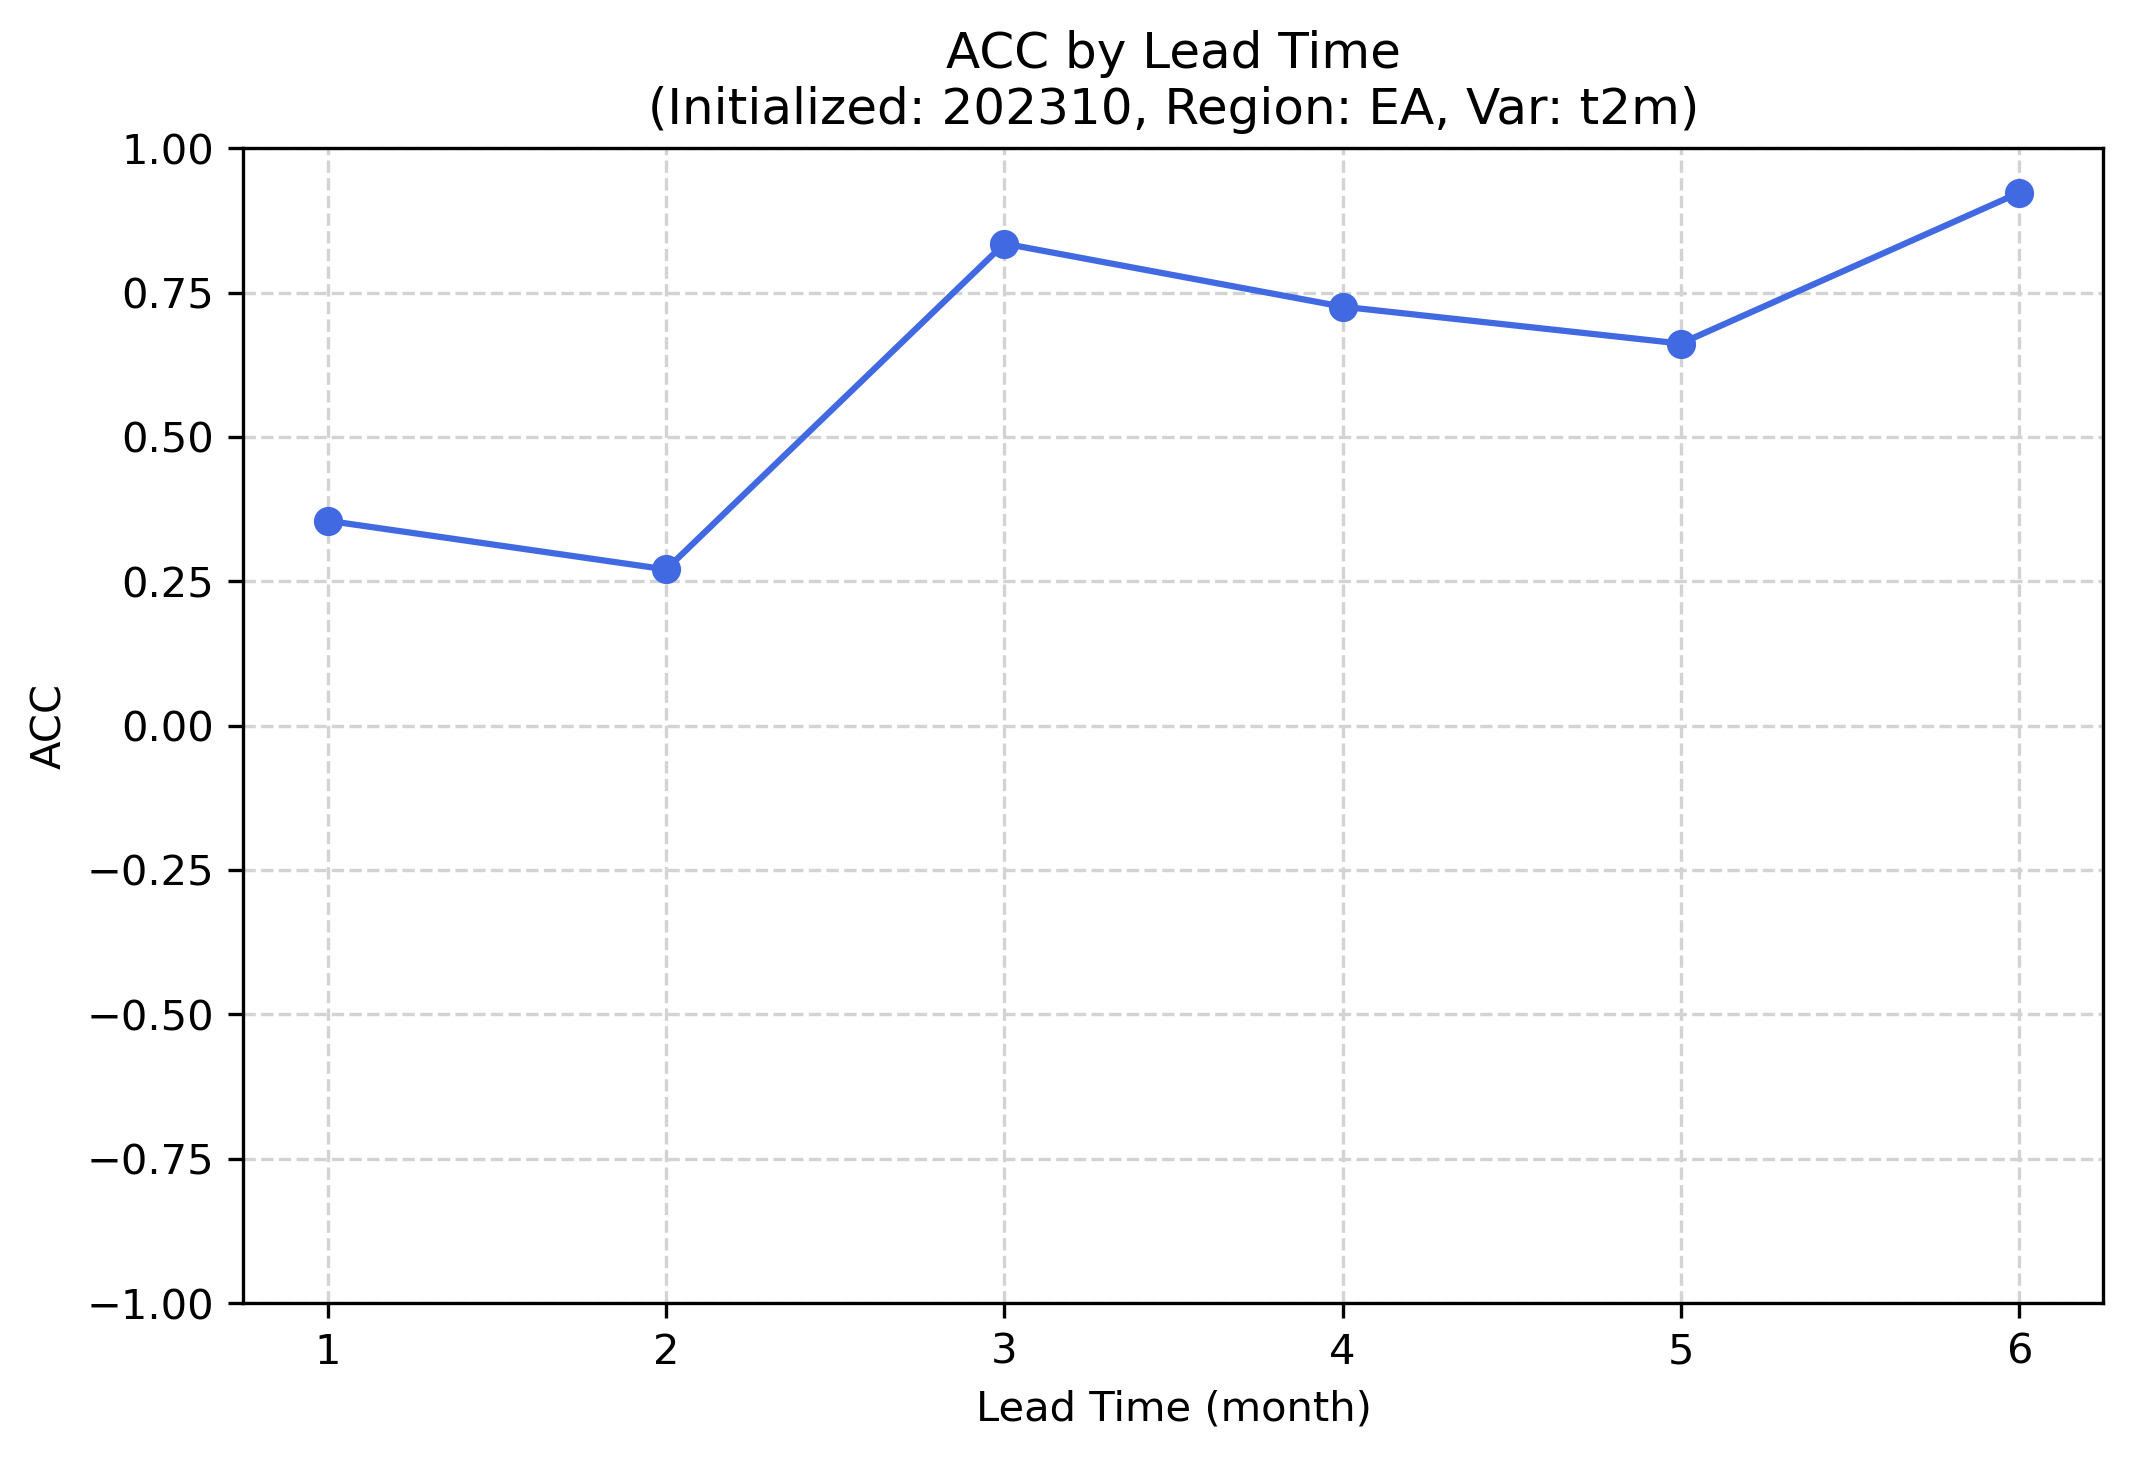 ACC by Lead Time
(Initialized: 202310, Region: EA, Var: t2m)
1.00
0.75
0.50
0.25
0.00
−0.25
−0.50
−0.75
−1.00
ACC
1 2 3 4 5 6
Lead Time (month)